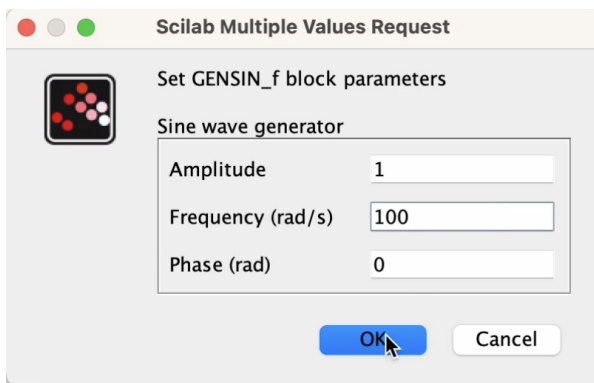 Scilab Multiple Values Request
Set GENSIN_f block parameters
Sine wave generator
Amplitude 1
Frequency (rad/s) 100
Phase (rad) 0
OK Cancel